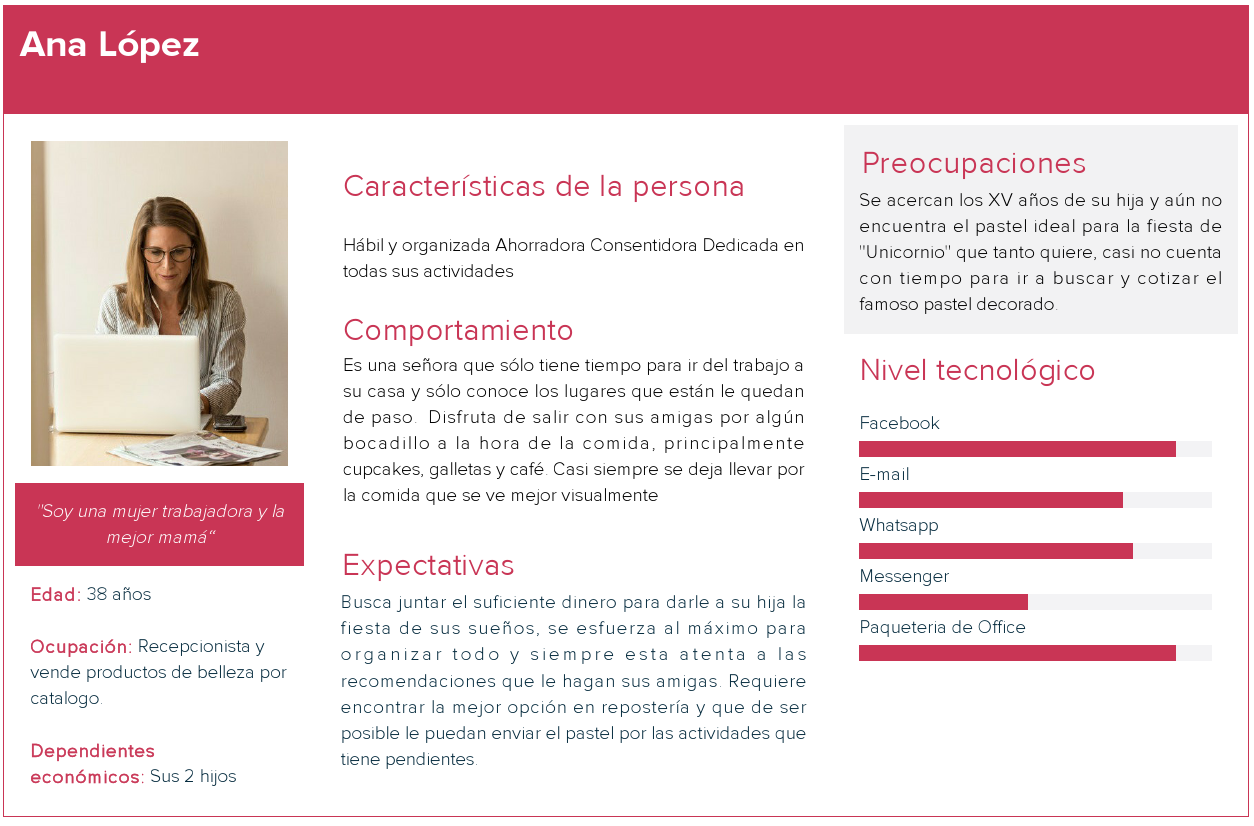 Ana López
"Soy una mujer trabajadora y la
mejor mamá“
Edad: 38 años
Ocupación: Recepcionista y
vende productos de belleza por
catalogo.
Dependientes
económicos: Sus 2 hijos
Características de la persona
Hábil y organizada Ahorradora Consentidora Dedicada en
todas sus actividades
Comportamiento
Es una señora que sólo tiene tiempo para ir del trabajo a
su casa y sólo conoce los lugares que están le quedan
de paso. Disfruta de salir con sus amigas por algún
bocadillo a la hora de la comida, principalmente
cupcakes, galletas y café. Casi siempre se deja llevar por
la comida que se ve mejor visualmente
Expectativas
Busca juntar el suficiente dinero para darle a su hija la
fiesta de sus sueños, se esfuerza al máximo para
organizar todo y siempre esta atenta a las
recomendaciones que le hagan sus amigas. Requiere
encontrar la mejor opción en repostería y que de ser
posible le puedan enviar el pastel por las actividades que
tiene pendientes.
Preocupaciones
Se acercan los XV años de su hija y aún no
encuentra el pastel ideal para la fiesta de
"Unicornio" que tanto quiere, casi no cuenta
con tiempo para ir a buscar y cotizar el
famoso pastel decorado.
Nivel tecnológico
Facebook
E-mail
Whatsapp
Messenger
Paqueteria de Office